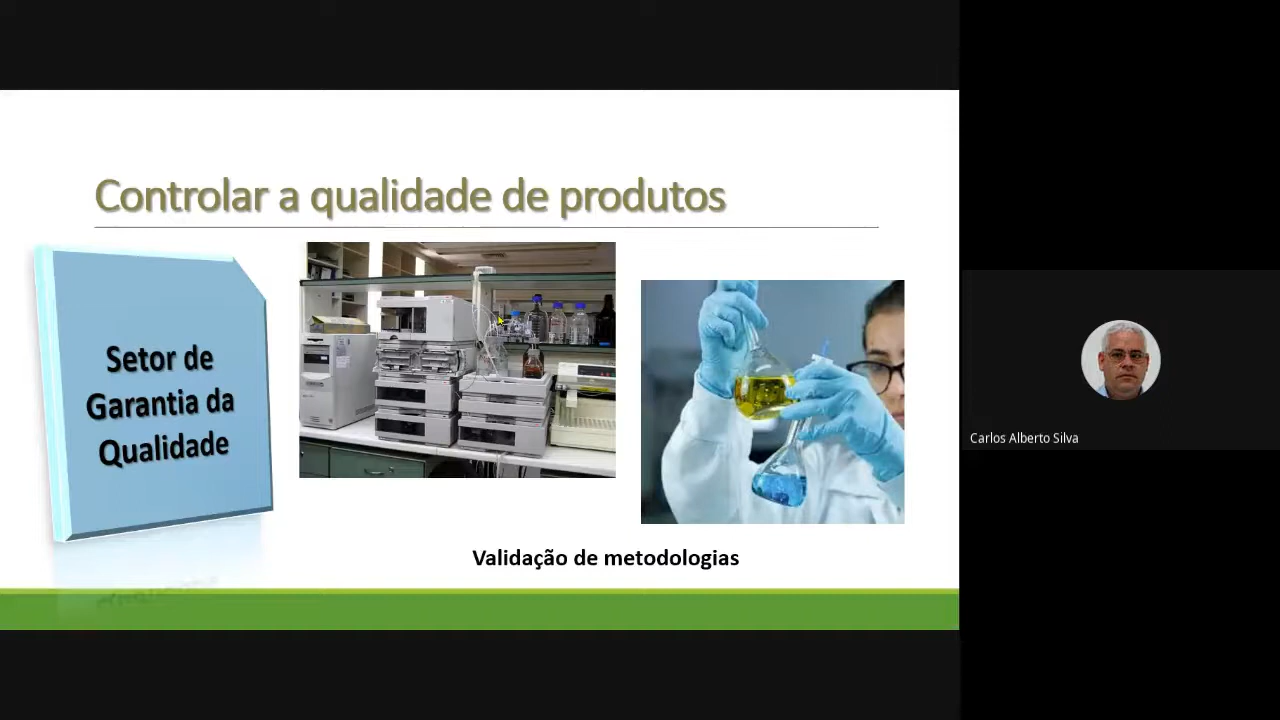 Controlar a qualidade de produtos
Setor de
Garantia da
Qualidade
Validação de metodologias
Carlos Alberto Silva